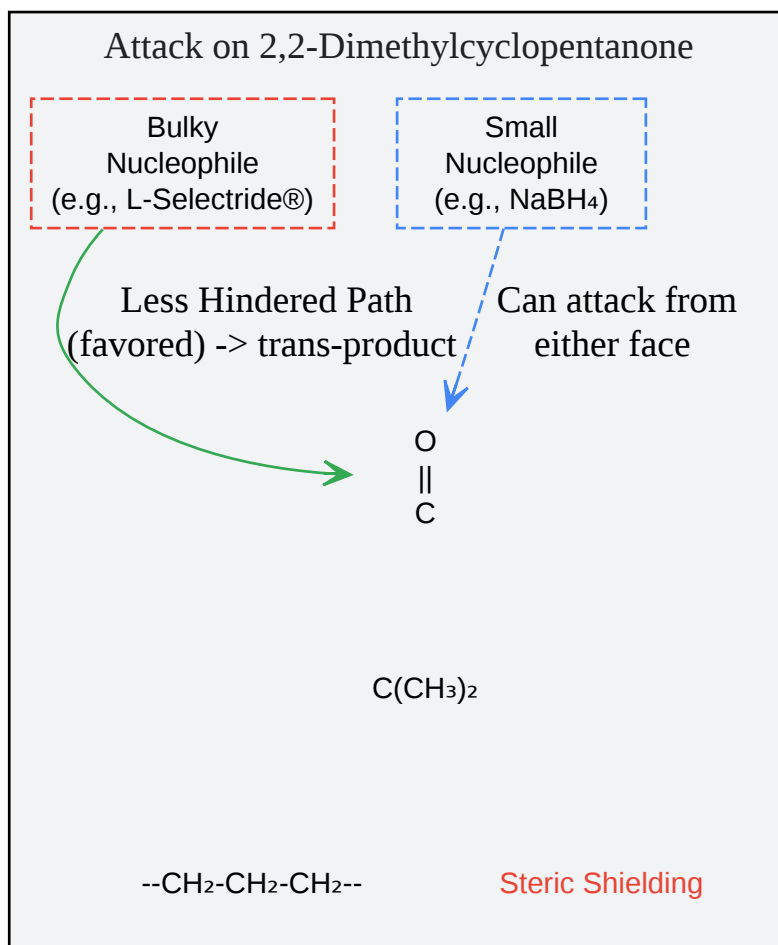 Attack on 2,2-Dimethylcyclopentanone
Bulky
Nucleophile
(e.g., L-Selectride®)
Small
Nucleophile
(e.g., NaBH₄)
Less Hindered Path
(favored) -> trans-product
Can attack from
either face
O
||
C
C(CH₃)₂
--CH₂-CH₂-CH₂--
Steric Shielding